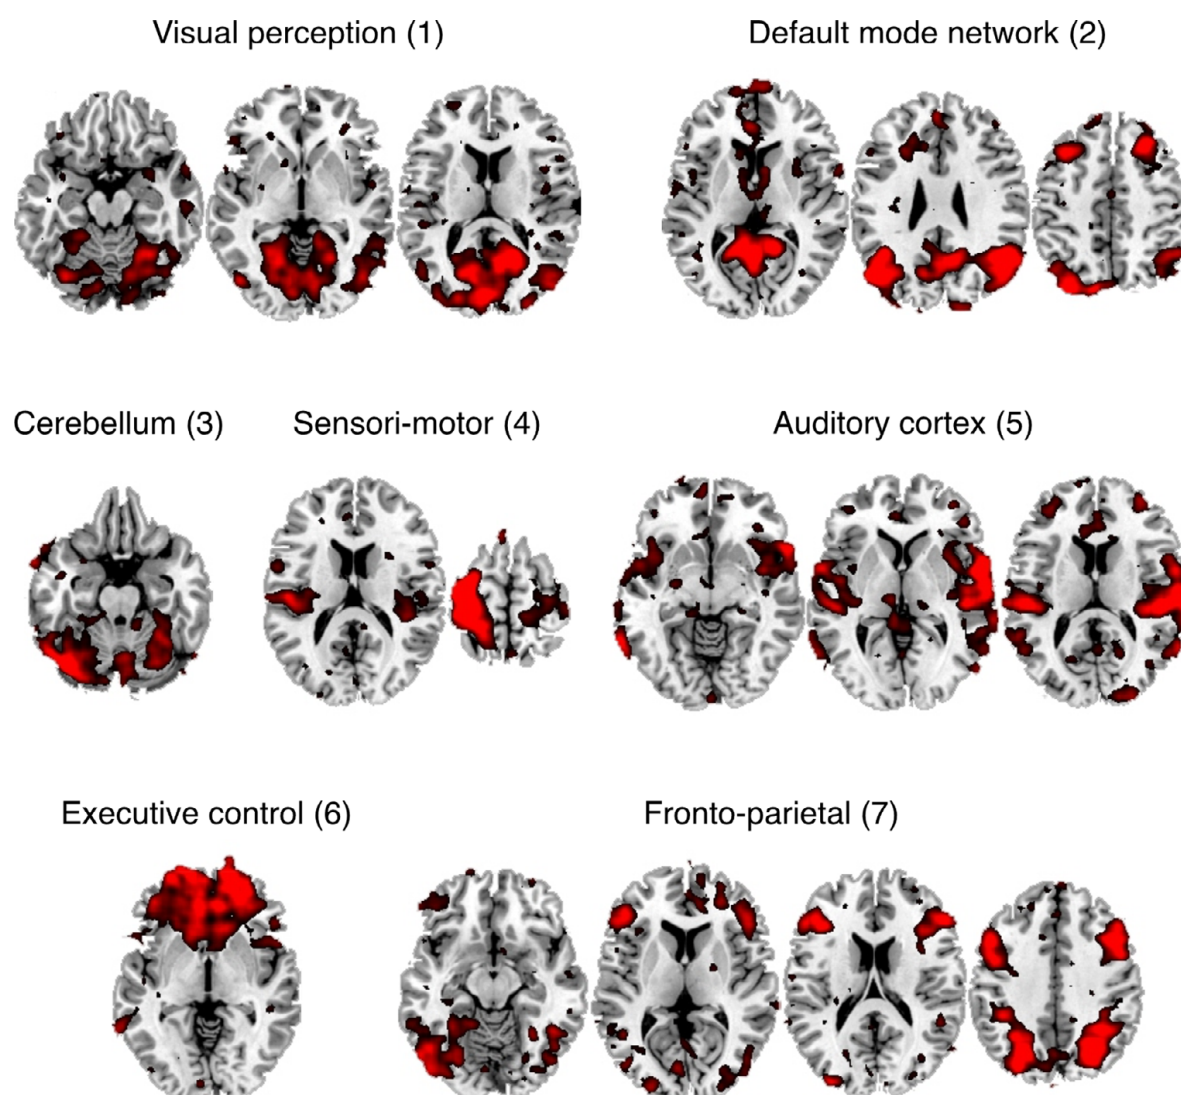 Visual perception (1)
Default mode network (2)
Cerebellum (3)
Sensori-motor (4)
Auditory cortex (5)
Executive control (6)
Fronto-parietal (7)